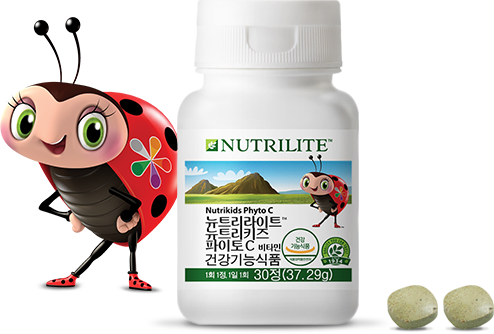 NUTRILITE™
Nutrikids Phyto C
뉴트리라이트™
뉴트리키즈
파이토 C 비타민
건강기능식품
1회 1정, 1일 1회 30정(37.29g)
건강
기능식품
1934